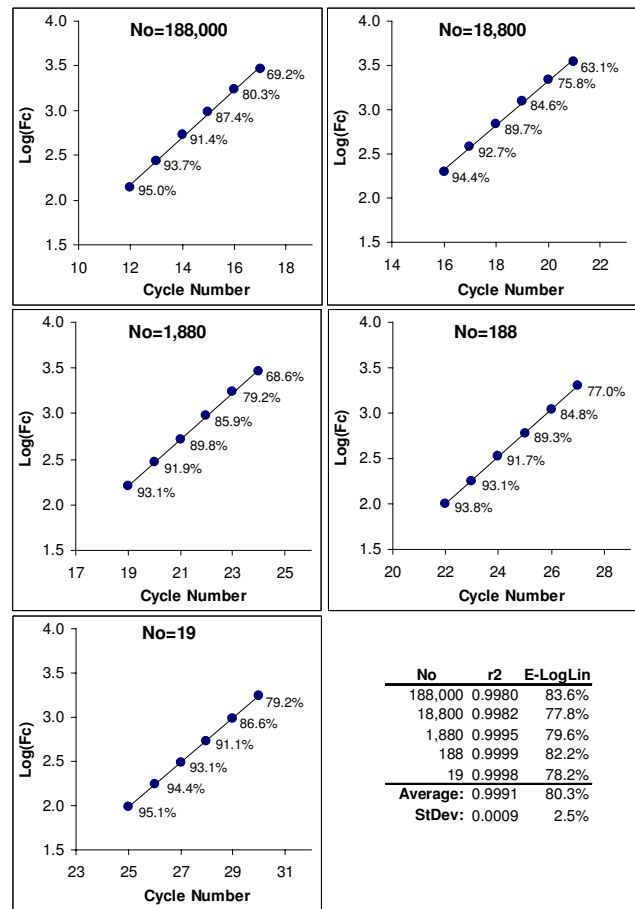 No=188,000
Log(Fc)
4.0
3.5
3.0
2.5
2.0
1.5
69.2%
80.3%
87.4%
91.4%
93.7%
95.0%
10 12 14 16 18
Cycle Number
No=18,800
Log(Fc)
4.0
3.5
3.0
2.5
2.0
1.5
63.1%
75.8%
84.6%
89.7%
92.7%
94.4%
14 16 18 20 22
Cycle Number
No=1,880
Log(Fc)
4.0
3.5
3.0
2.5
2.0
1.5
68.6%
79.2%
85.9%
89.8%
91.9%
93.1%
17 19 21 23 25
Cycle Number
No=188
Log(Fc)
4.0
3.5
3.0
2.5
2.0
1.5
77.0%
84.8%
89.3%
91.7%
93.1%
93.8%
20 22 24 26 28
Cycle Number
No=19
Log(Fc)
4.0
3.5
3.0
2.5
2.0
1.5
79.2%
86.6%
91.1%
93.1%
94.4%
95.1%
23 25 27 29 31
Cycle Number
No r2 E-LogLin
188,000 0.9980 83.6%
18,800 0.9982 77.8%
1,880 0.9995 79.6%
188 0.9999 82.2%
19 0.9998 78.2%
Average: 0.9991 80.3%
StDev: 0.0009 2.5%